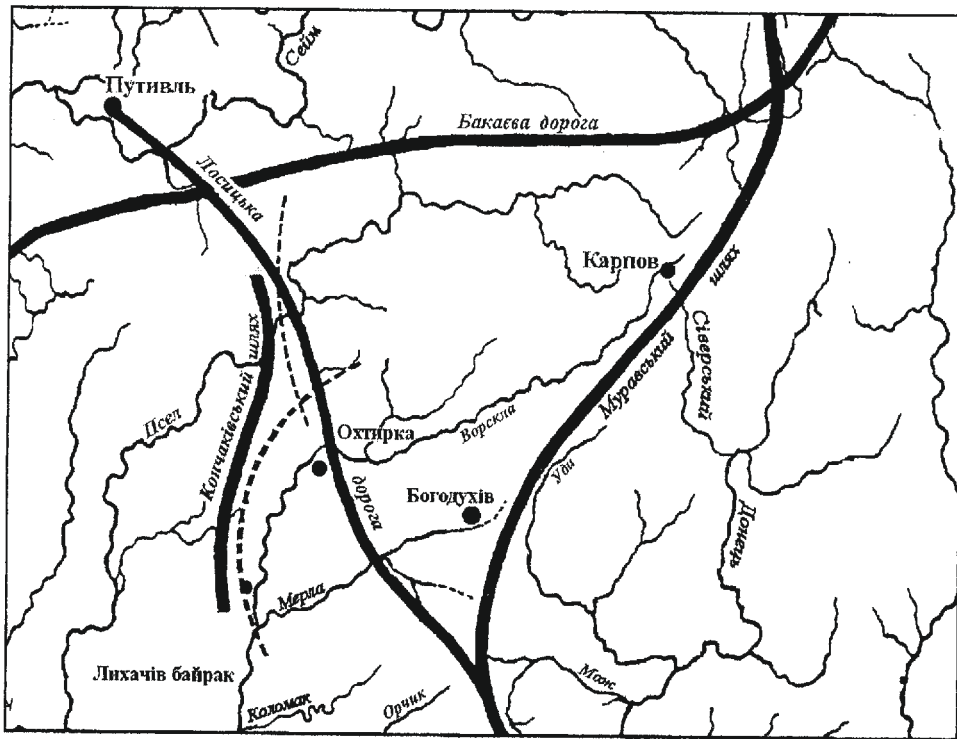 Сейм
Путивль
Бакаєва дорога
Лосицька
Карпов
шлях
Сіверський
Муравський
шлях
Кончаківський
Псел
Ворскла
Охтирка
Уди
Богодухів
дорога
Донець
Мерла
Лихачів байрак
Мож
Коломак
Орчик